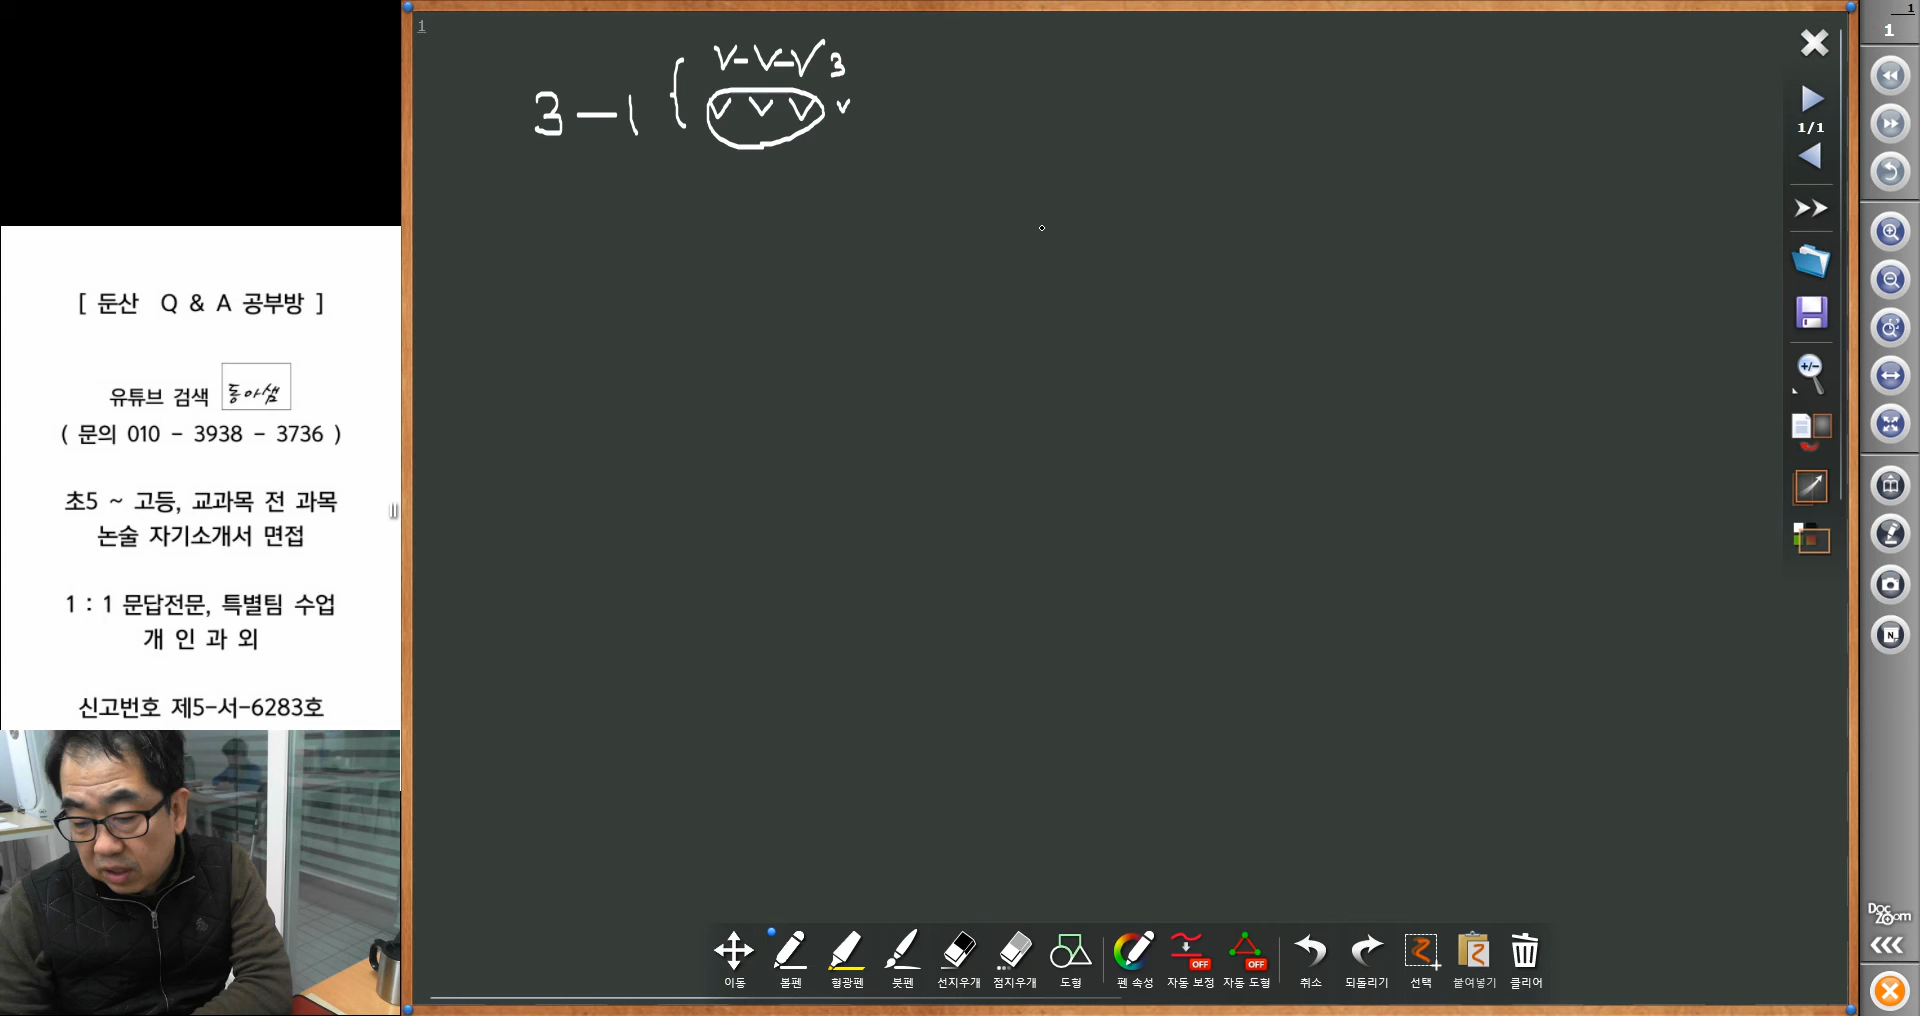 [ 둔산 Q & A 공부방 ]
유튜브 검색 동아샘
( 문의 010 - 3938 - 3736 )
초5 ~ 고등, 교과목 전 과목
논술 자기소개서 면접
1 : 1 문답전문, 특별팀 수업
개 인 과 외
신고번호 제5-서-6283호
1
V-V-V 3
3-1 {
V V V v
1
1
1/1
+/-
N
Doc Zoom
이동
볼펜
형광펜
붓펜
선지우개
점지우개
도형
펜 속성
OFF
자동 보정
OFF
자동 도형
취소
되돌리기
선택
붙여넣기
클리어